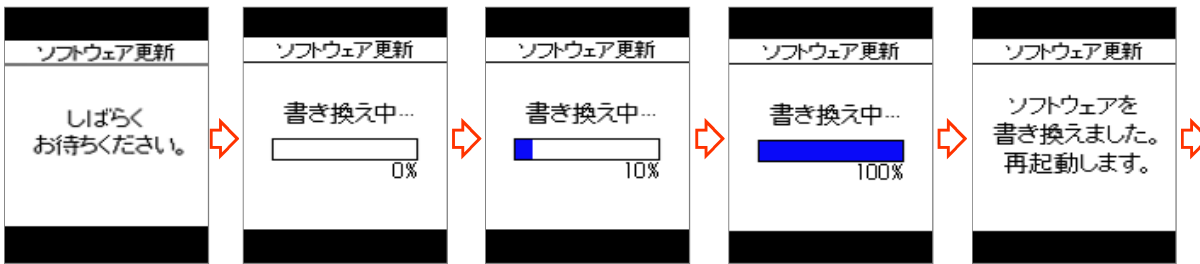 ソフトウェア更新
しばらく
お待ちください。
ソフトウェア更新
書き換え中…
0%
ソフトウェア更新
書き換え中…
10%
ソフトウェア更新
書き換え中…
100%
ソフトウェア更新
ソフトウェアを
書き換えました。
再起動します。